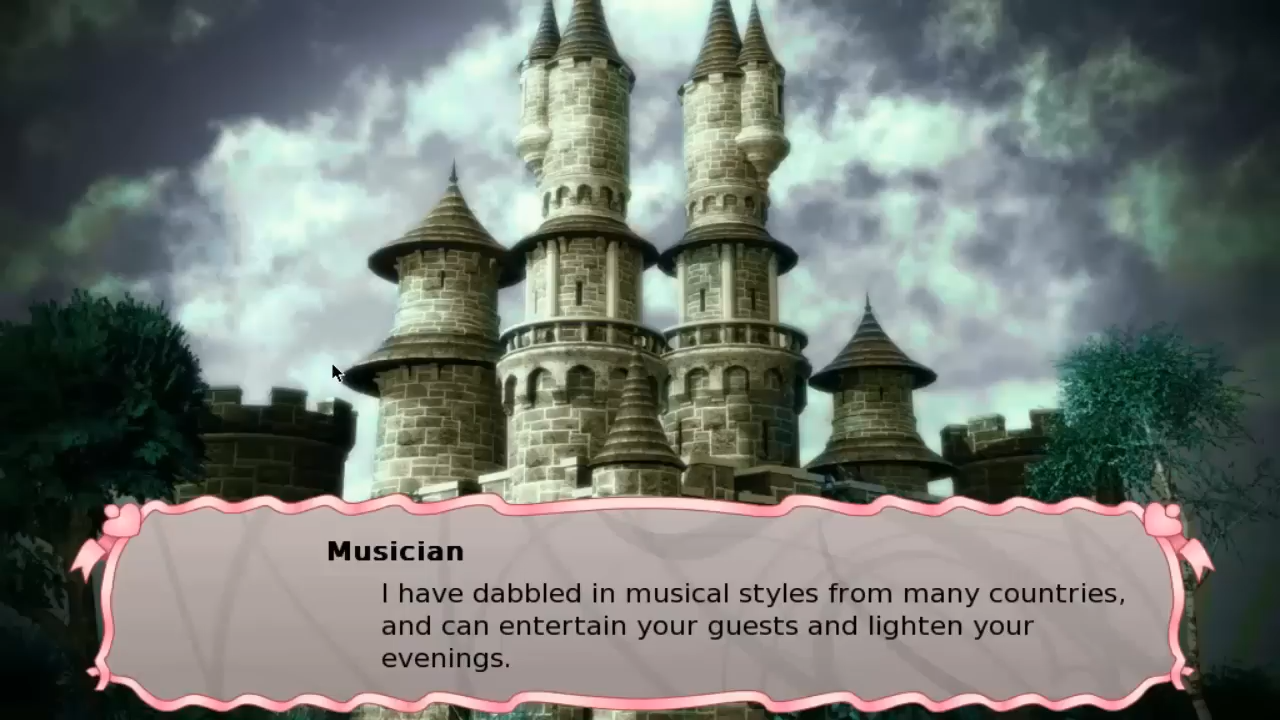 Musician
I have dabbled in musical styles from many countries,
and can entertain your guests and lighten your
evenings.